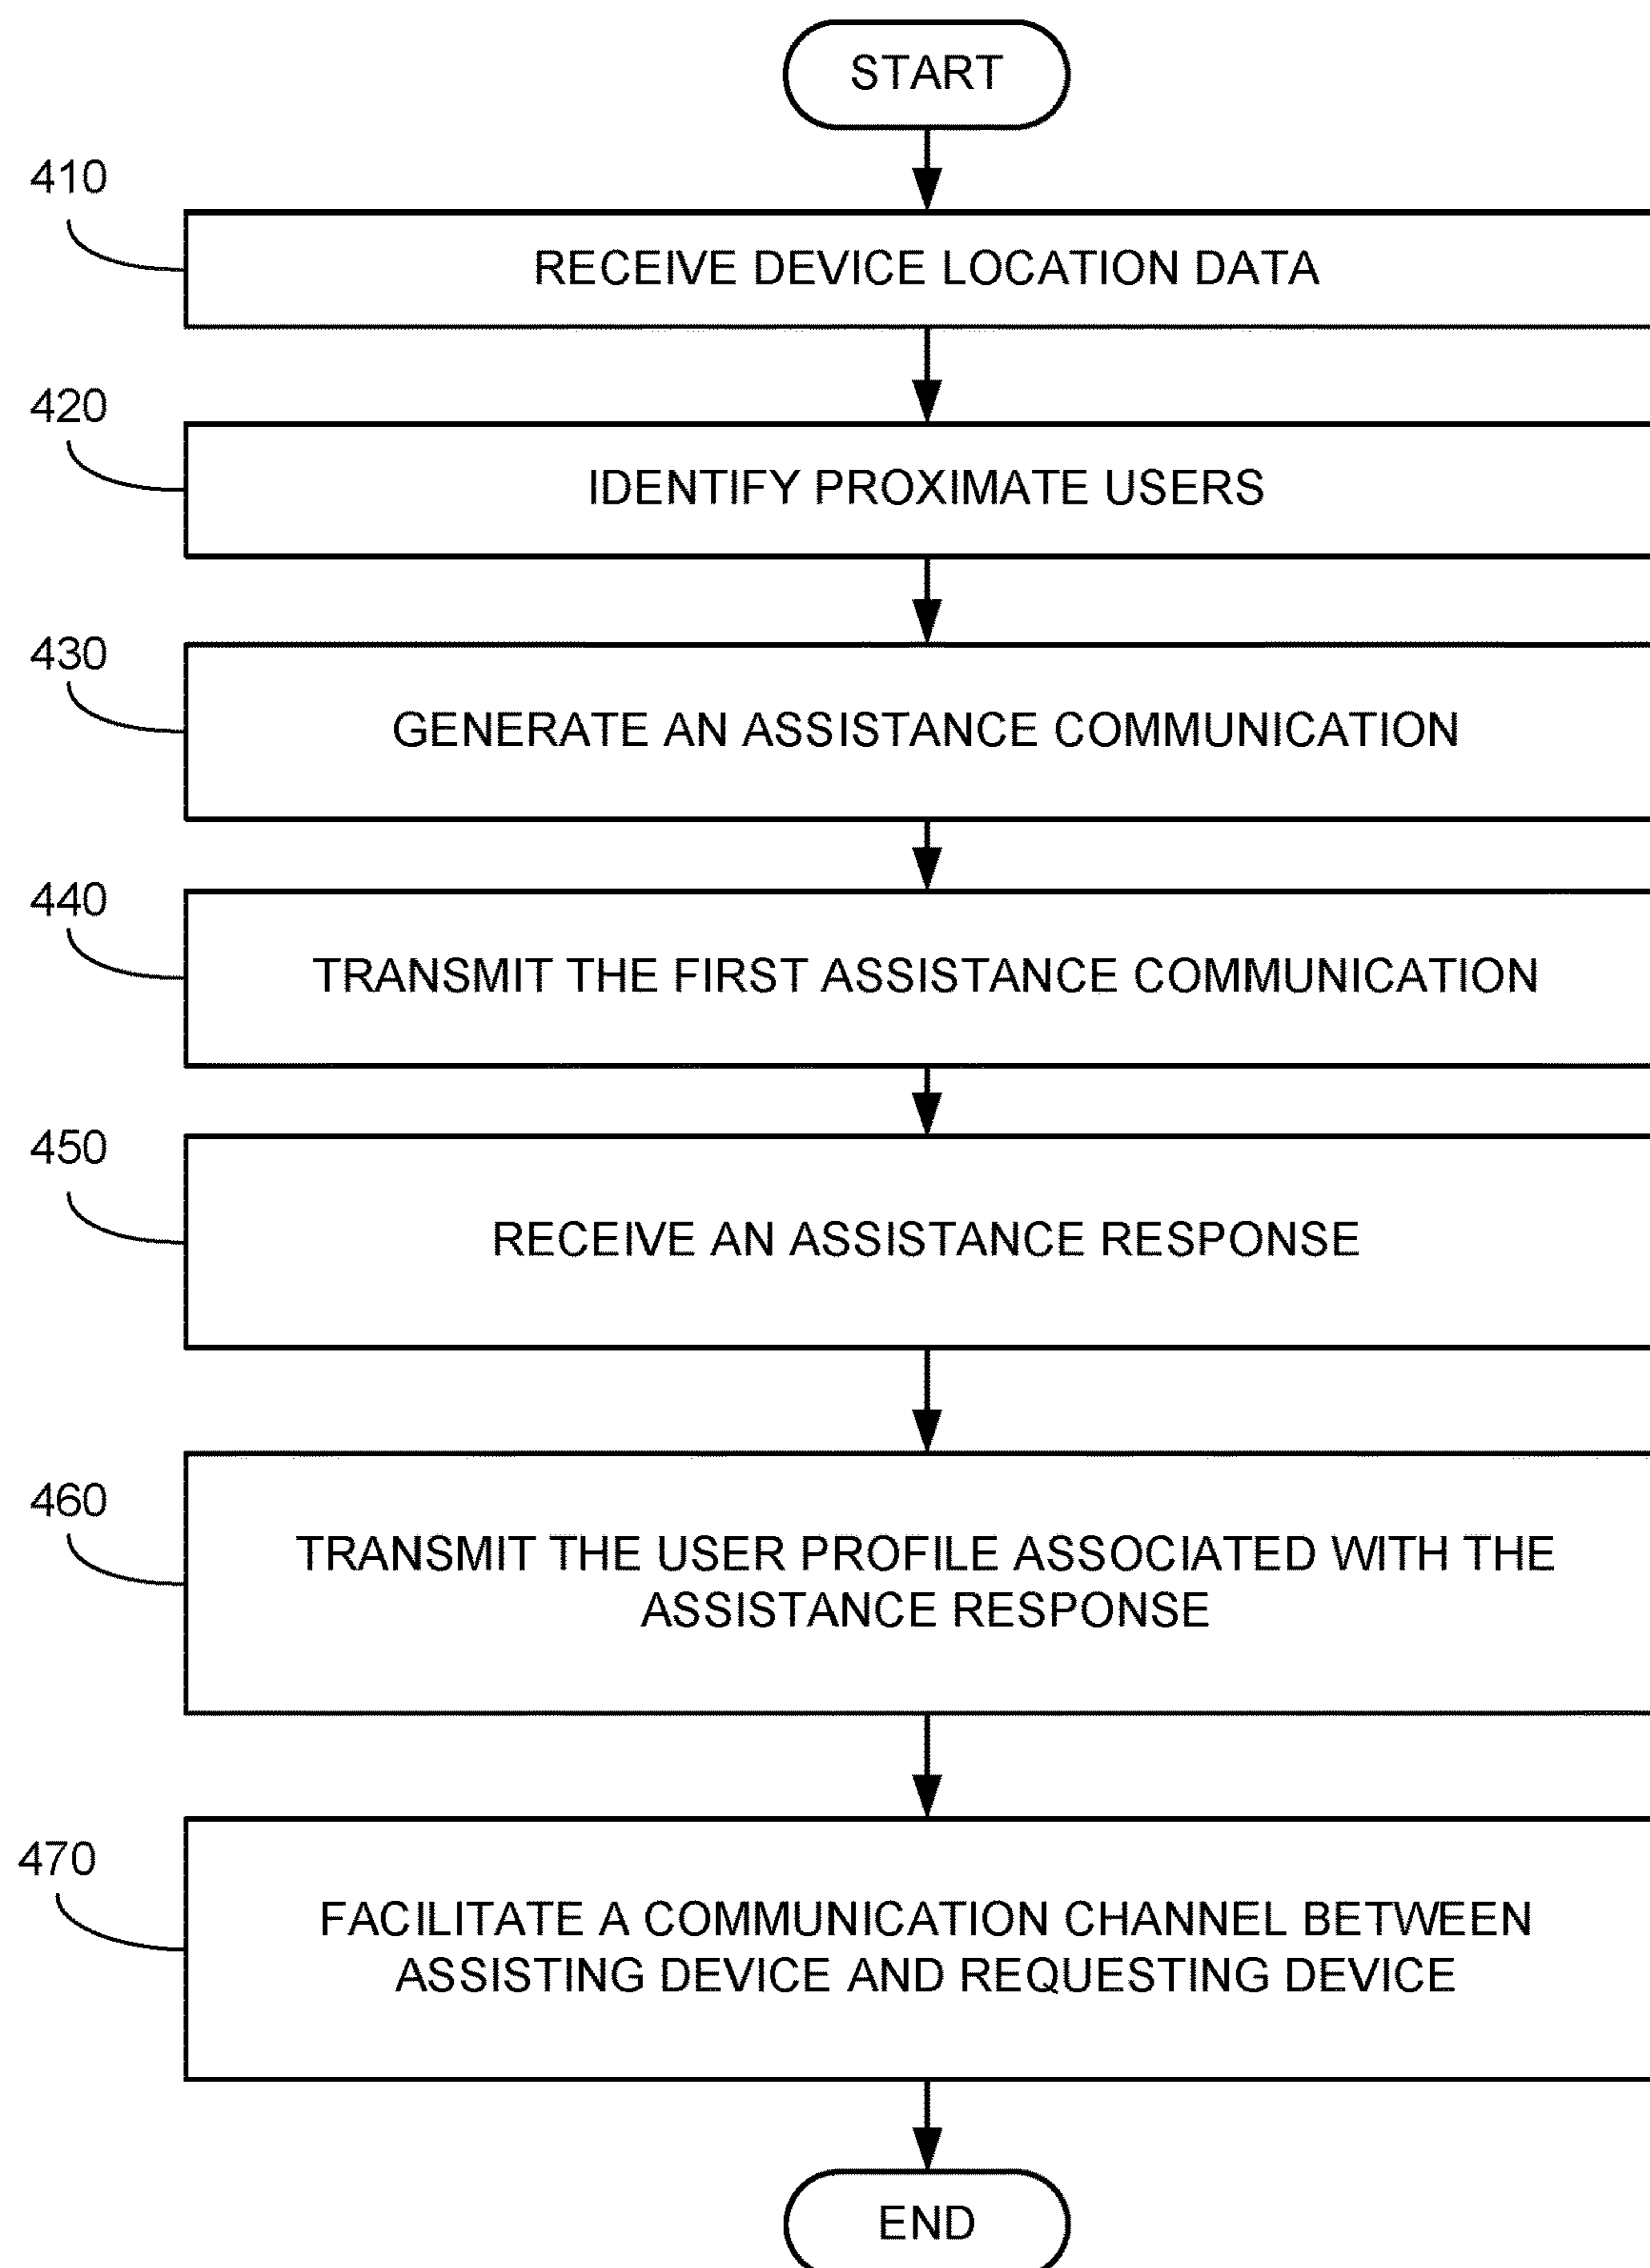 START
410
RECEIVE DEVICE LOCATION DATA
420
IDENTIFY PROXIMATE USERS
430
GENERATE AN ASSISTANCE COMMUNICATION
440
TRANSMIT THE FIRST ASSISTANCE COMMUNICATION
450
RECEIVE AN ASSISTANCE RESPONSE
460
TRANSMIT THE USER PROFILE ASSOCIATED WITH THE
ASSISTANCE RESPONSE
470
FACILITATE A COMMUNICATION CHANNEL BETWEEN
ASSISTING DEVICE AND REQUESTING DEVICE
END